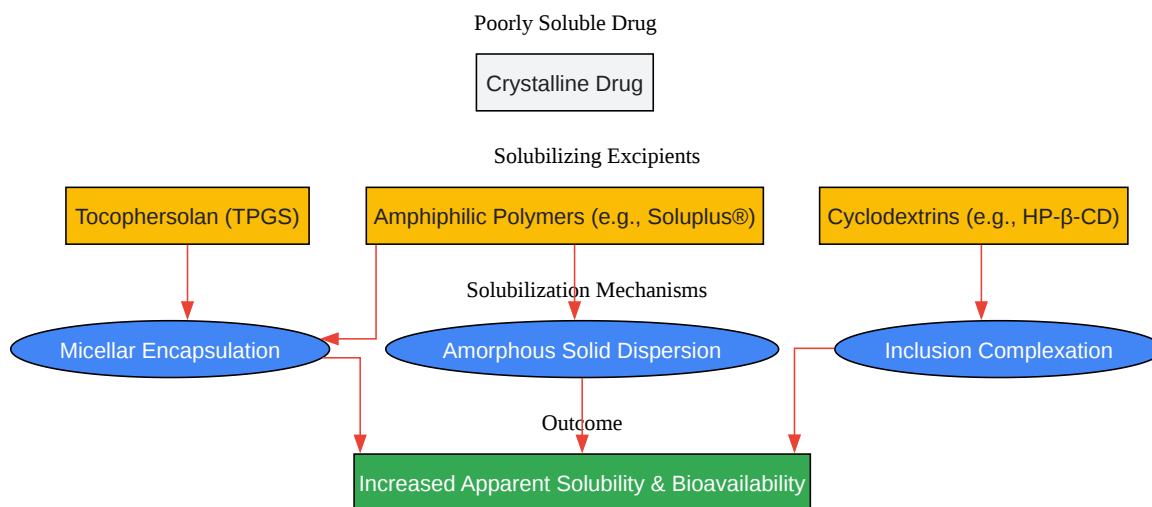 Poorly Soluble Drug
Crystalline Drug
Solubilizing Excipients
Tocophersolan (TPGS)
Amphiphilic Polymers (e.g., Soluplus®)
Cyclodextrins (e.g., HP-β-CD)
Solubilization Mechanisms
Micellar Encapsulation
Amorphous Solid Dispersion
Inclusion Complexation
Outcome
Increased Apparent Solubility & Bioavailability